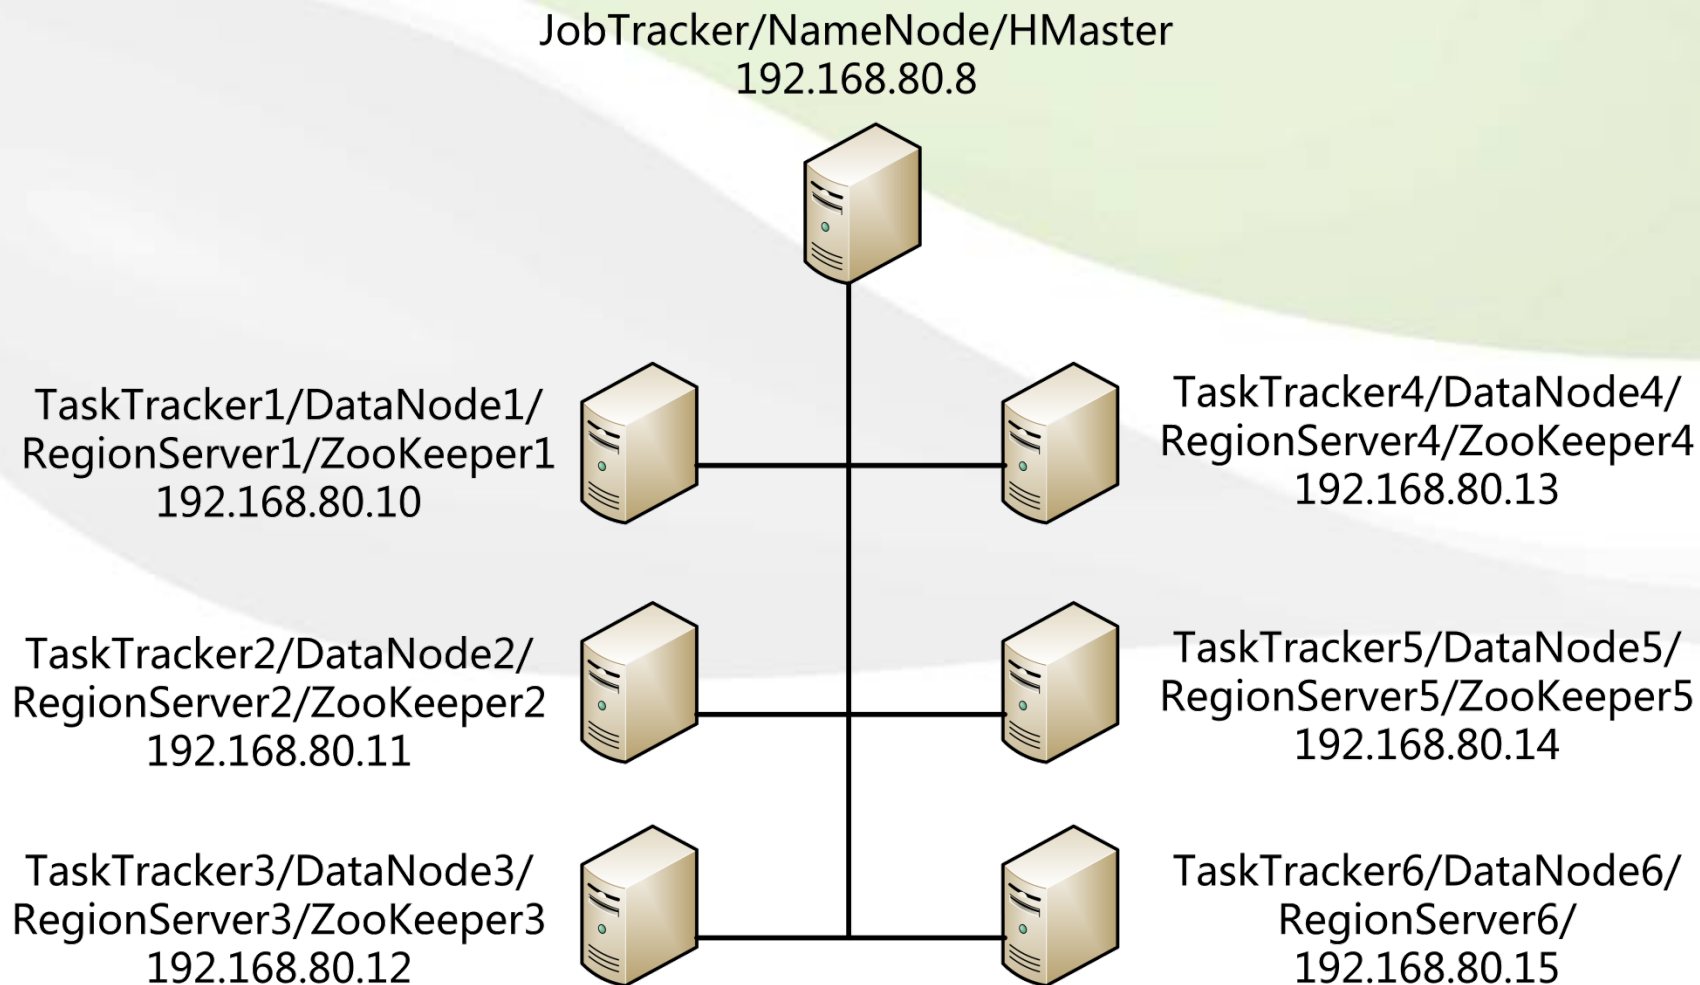 JobTracker/NameNode/HMaster
192.168.80.8
TaskTracker1/DataNode1/
RegionServer1/ZooKeeper1
192.168.80.10
TaskTracker4/DataNode4/
RegionServer4/ZooKeeper4
192.168.80.13
TaskTracker2/DataNode2/
RegionServer2/ZooKeeper2
192.168.80.11
TaskTracker5/DataNode5/
RegionServer5/ZooKeeper5
192.168.80.14
TaskTracker3/DataNode3/
RegionServer3/ZooKeeper3
192.168.80.12
TaskTracker6/DataNode6/
RegionServer6/
192.168.80.15